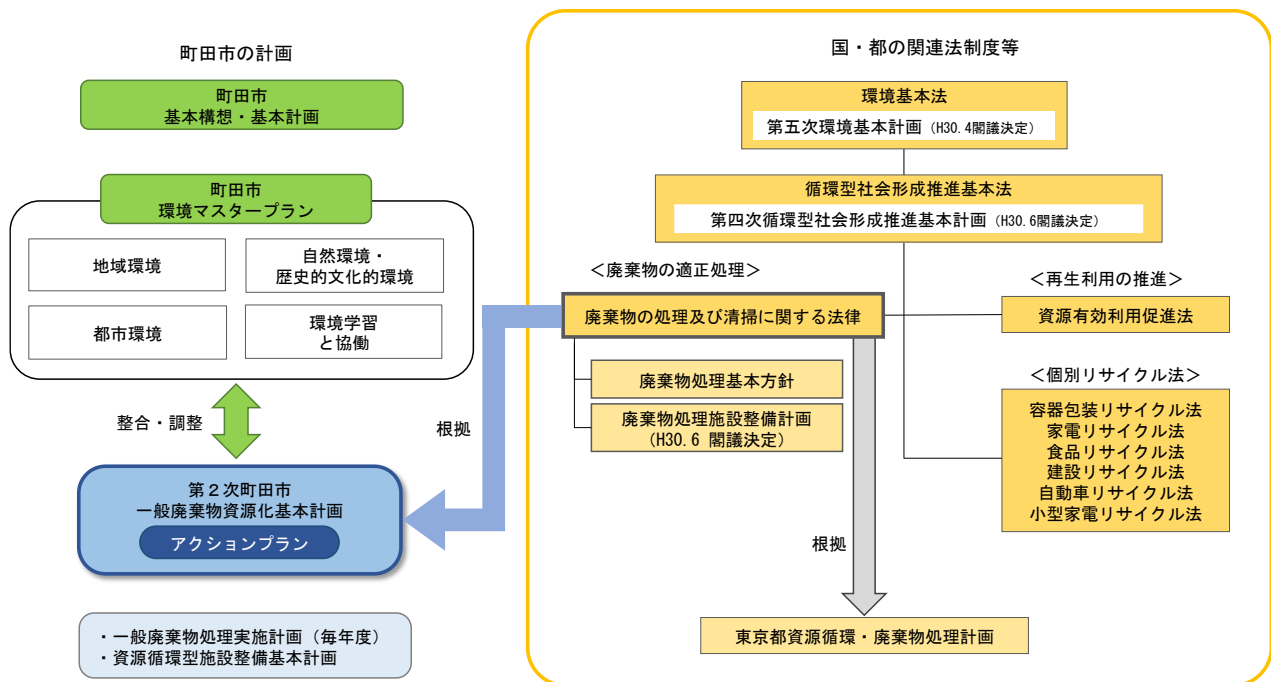 町田市の計画
町田市
基本構想・基本計画
町田市
環境マスタープラン
地域環境
自然環境・
歴史的文化的環境
都市環境
環境学習
と協働
整合・調整
根拠
第２次町田市
一般廃棄物資源化基本計画
アクションプラン
・一般廃棄物処理実施計画（毎年度）
・資源循環型施設整備基本計画
国・都の関連法制度等
環境基本法
第五次環境基本計画（H30.4閣議決定）
循環型社会形成推進基本法
第四次循環型社会形成推進基本計画（H30.6閣議決定）
＜廃棄物の適正処理＞
廃棄物の処理及び清掃に関する法律
廃棄物処理基本方針
廃棄物処理施設整備計画
（H30.6 閣議決定）
＜再生利用の推進＞
資源有効利用促進法
＜個別リサイクル法＞
容器包装リサイクル法
家電リサイクル法
食品リサイクル法
建設リサイクル法
自動車リサイクル法
小型家電リサイクル法
根拠
東京都資源循環・廃棄物処理計画